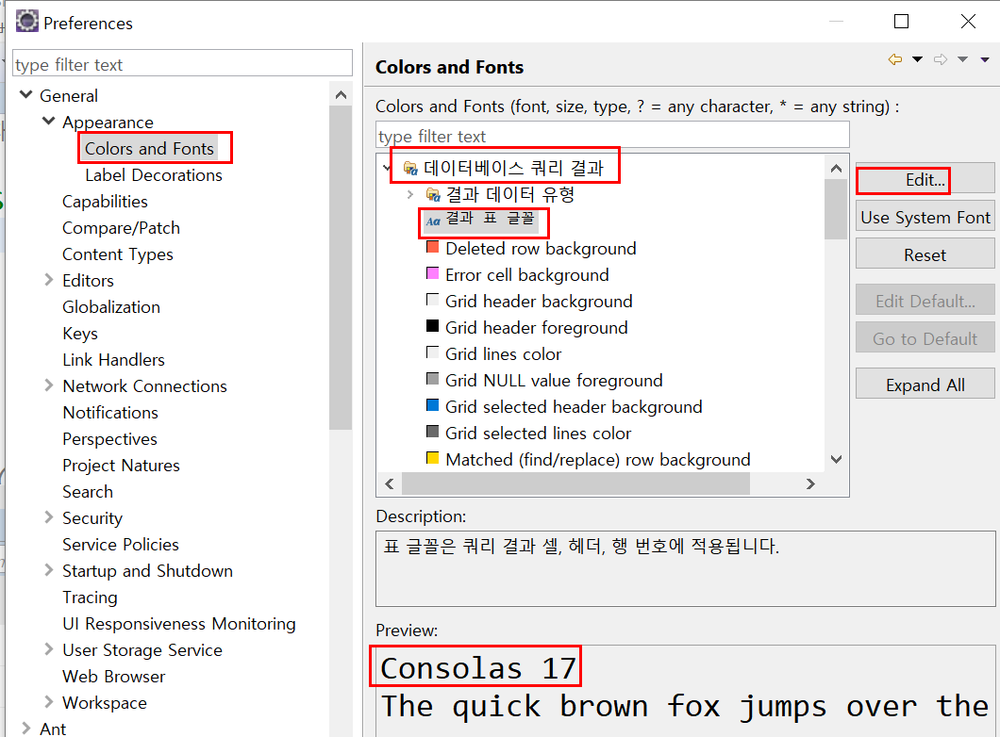 Preferences
type filter text
General
Appearance
Colors and Fonts
Label Decorations
Capabilities
Compare/Patch
Content Types
Editors
Globalization
Keys
Link Handlers
Network Connections
Notifications
Perspectives
Project Natures
Search
Security
Service Policies
Startup and Shutdown
Tracing
UI Responsiveness Monitoring
User Storage Service
Web Browser
Workspace
Ant
Colors and Fonts
Colors and Fonts (font, size, type, ? = any character, * = any string) :
type filter text
데이터베이스 쿼리 결과
결과 데이터 유형
Aa 결과 표 글꼴
Deleted row background
Error cell background
Grid header background
Grid header foreground
Grid lines color
Grid NULL value foreground
Grid selected header background
Grid selected lines color
Matched (find/replace) row background
Edit...
Use System Font
Reset
Edit Default...
Go to Default
Expand All
Description:
표 글꼴은 쿼리 결과 셀, 헤더, 행 번호에 적용됩니다.
Preview:
Consolas 17
The quick brown fox jumps over the